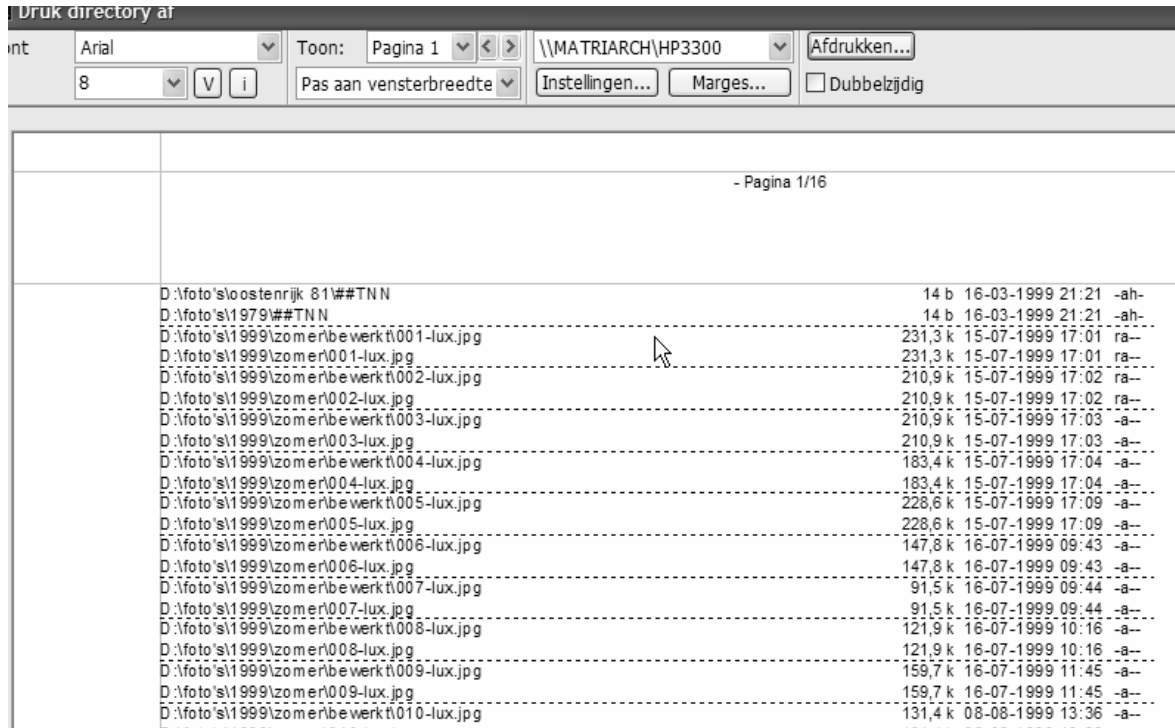 Druk directory af
ont Arial Toon: Pagina 1 < > \\MATRIARCH\HP3300 Afdrukken...
8 V i Pas aan vensterbreedte Instellingen... Marges... Dubbelzijdig
- Pagina 1/16
D:\foto's\oostenrijk 81\##TNN 14 b 16-03-1999 21:21 -ah-
D:\foto's\1979\##TNN 14 b 16-03-1999 21:21 -ah-
D:\foto's\1999\zomer\bewerkt\001-lux.jpg 231,3 k 15-07-1999 17:01 ra--
D:\foto's\1999\zomer\001-lux.jpg 231,3 k 15-07-1999 17:01 ra--
D:\foto's\1999\zomer\bewerkt\002-lux.jpg 210,9 k 15-07-1999 17:02 ra--
D:\foto's\1999\zomer\002-lux.jpg 210,9 k 15-07-1999 17:02 ra--
D:\foto's\1999\zomer\bewerkt\003-lux.jpg 210,9 k 15-07-1999 17:03 -a--
D:\foto's\1999\zomer\003-lux.jpg 210,9 k 15-07-1999 17:03 -a--
D:\foto's\1999\zomer\bewerkt\004-lux.jpg 183,4 k 15-07-1999 17:04 -a--
D:\foto's\1999\zomer\004-lux.jpg 183,4 k 15-07-1999 17:04 -a--
D:\foto's\1999\zomer\bewerkt\005-lux.jpg 228,6 k 15-07-1999 17:09 -a--
D:\foto's\1999\zomer\005-lux.jpg 228,6 k 15-07-1999 17:09 -a--
D:\foto's\1999\zomer\bewerkt\006-lux.jpg 147,8 k 16-07-1999 09:43 -a--
D:\foto's\1999\zomer\006-lux.jpg 147,8 k 16-07-1999 09:43 -a--
D:\foto's\1999\zomer\bewerkt\007-lux.jpg 91,5 k 16-07-1999 09:44 -a--
D:\foto's\1999\zomer\007-lux.jpg 91,5 k 16-07-1999 09:44 -a--
D:\foto's\1999\zomer\bewerkt\008-lux.jpg 121,9 k 16-07-1999 10:16 -a--
D:\foto's\1999\zomer\008-lux.jpg 121,9 k 16-07-1999 10:16 -a--
D:\foto's\1999\zomer\bewerkt\009-lux.jpg 159,7 k 16-07-1999 11:45 -a--
D:\foto's\1999\zomer\009-lux.jpg 159,7 k 16-07-1999 11:45 -a--
D:\foto's\1999\zomer\bewerkt\010-lux.jpg 131,4 k 08-08-1999 13:36 -a--